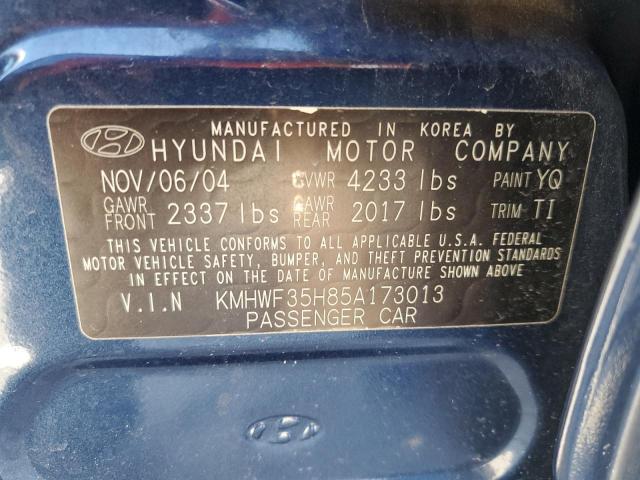 MANUFACTURED IN KOREA BY
HYUNDAI MOTOR COMPANY
NOV/06/04 GVWR 4233 lbs PAINT YQ
GAWR FRONT 2337 lbs GAWR REAR 2017 lbs TRIM TI
THIS VEHICLE CONFORMS TO ALL APPLICABLE U.S.A. FEDERAL
MOTOR VEHICLE SAFETY, BUMPER, AND THEFT PREVENTION STANDARDS
IN EFFECT ON THE DATE OF MANUFACTURE SHOWN ABOVE
V.I.N KMHWF35H85A173013
PASSENGER CAR